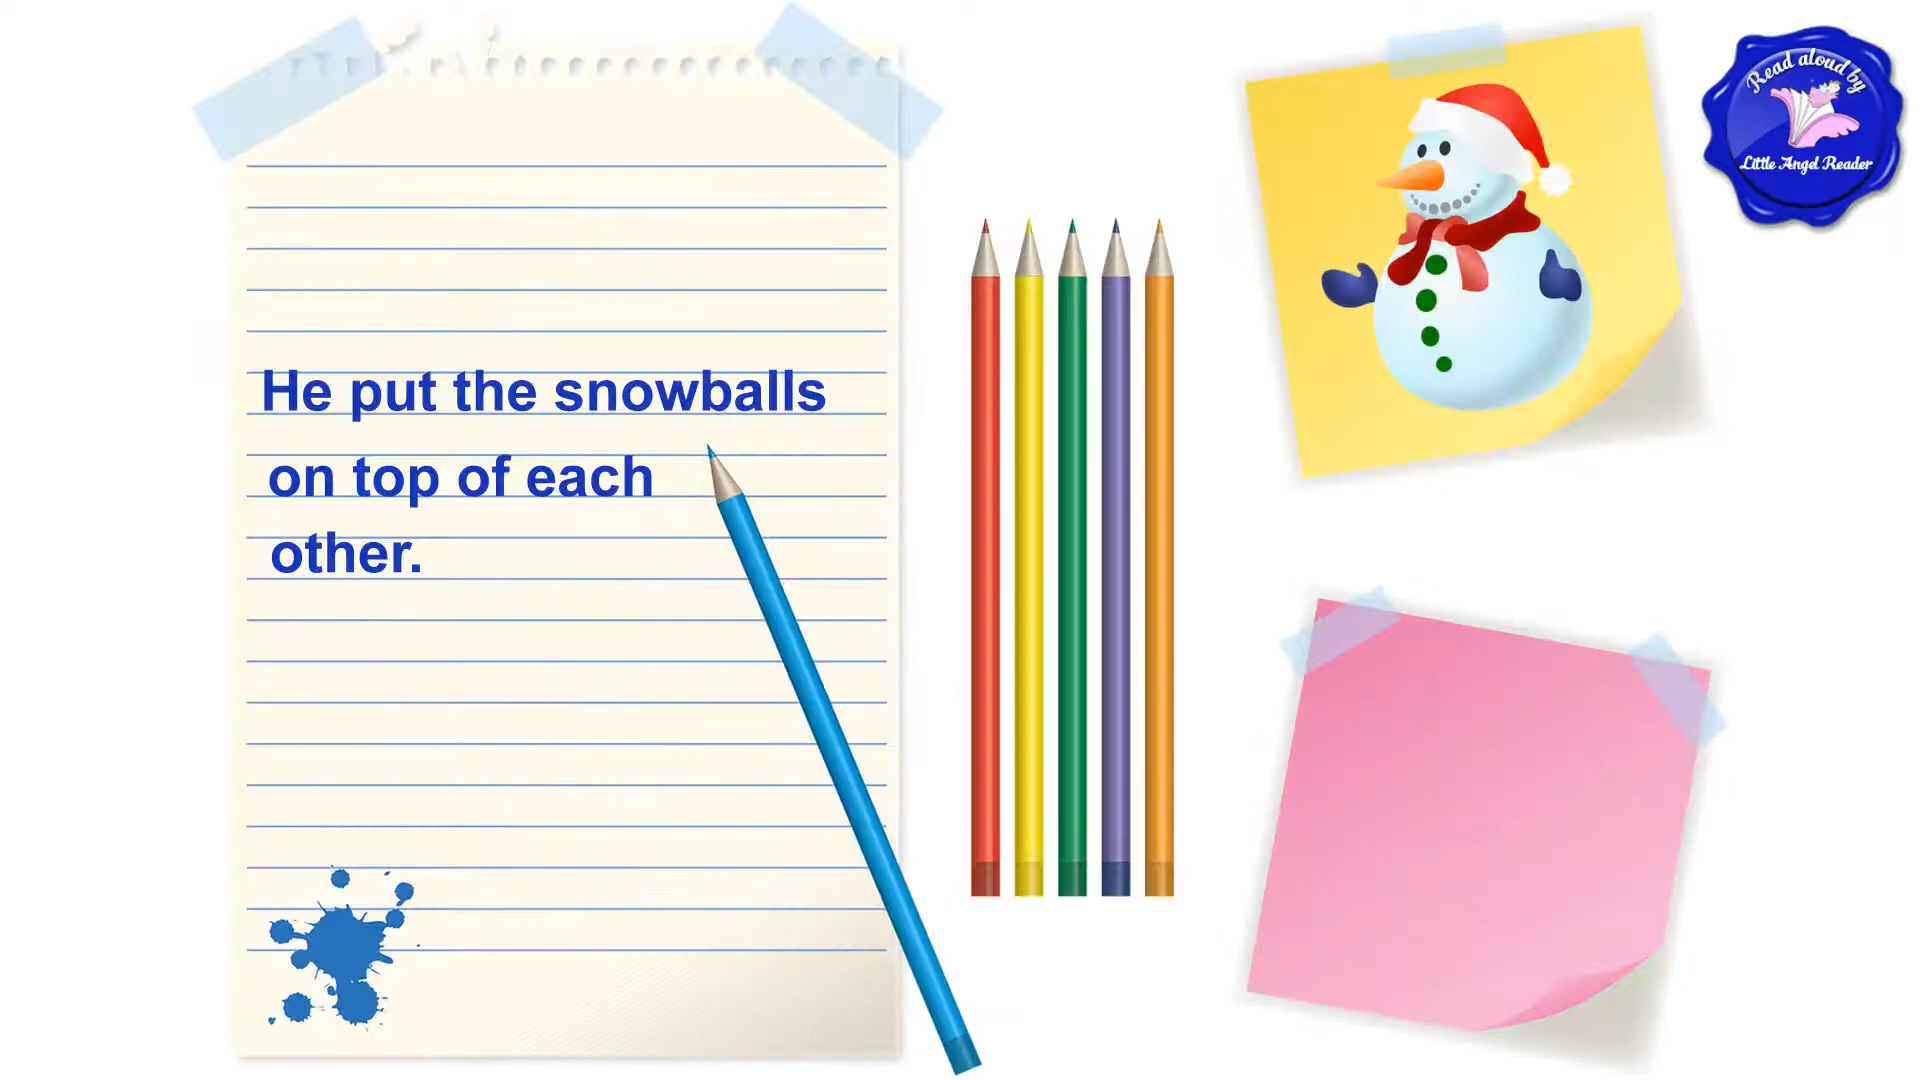 He put the snowballs
on top of each
other.
Read aloud by
Little Angel Reader